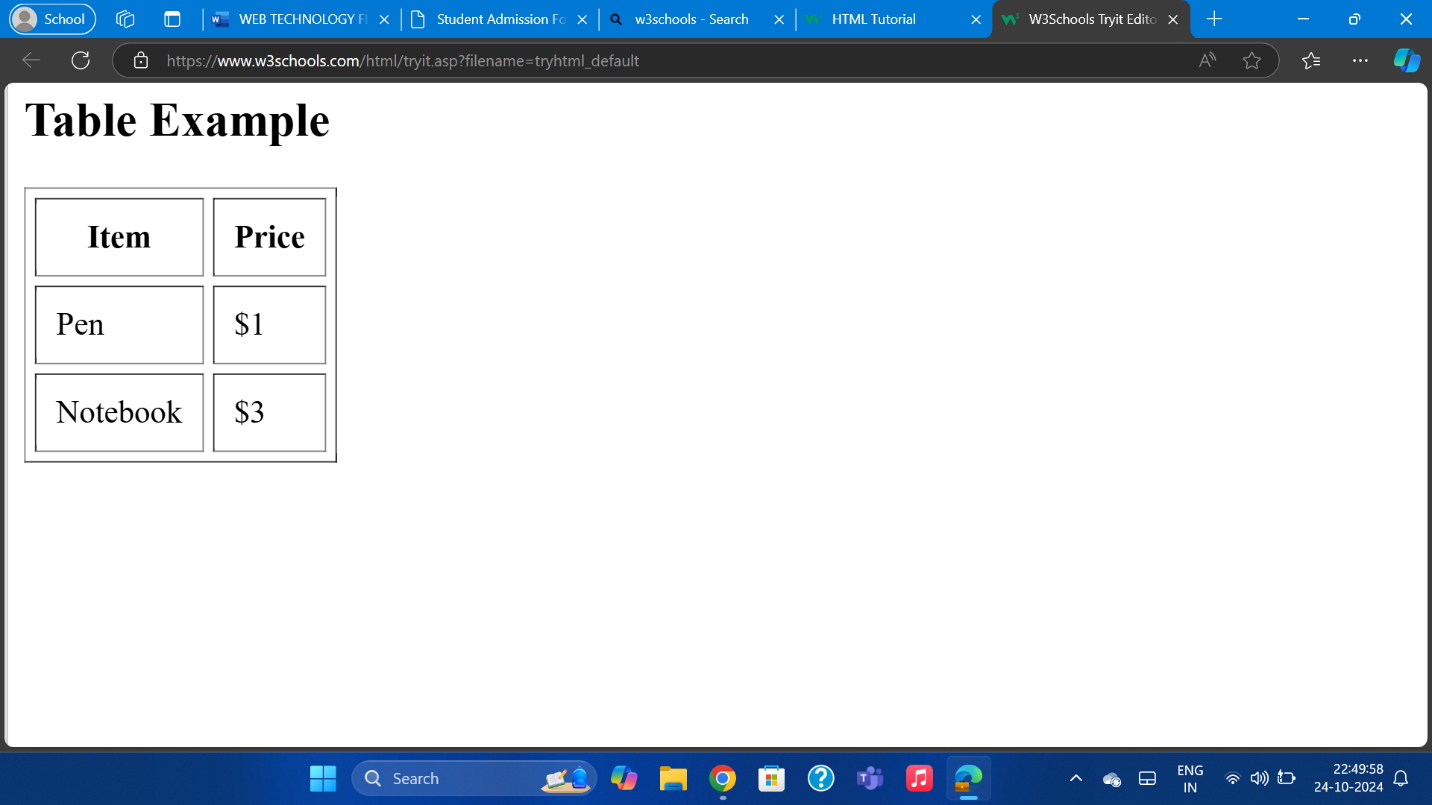 School
WEB TECHNOLOGY FI
Student Admission Fo
w3schools - Search
HTML Tutorial
W3Schools Tryit Edito
https://www.w3schools.com/html/tryit.asp?filename=tryhtml_default
Table Example
Item Price
Pen $1
Notebook $3
Search
ENG
IN
22:49:58
24-10-2024